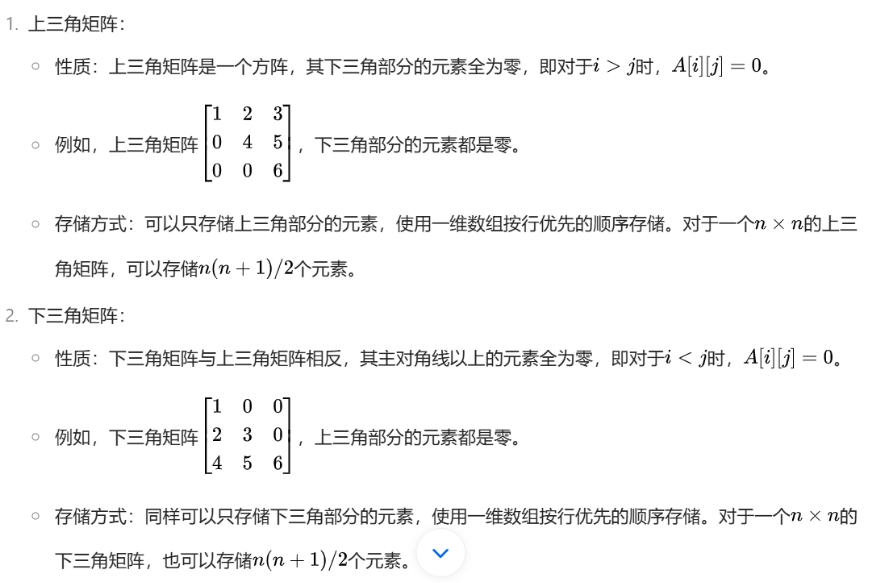 1. 上三角矩阵：
○ 性质：上三角矩阵是一个方阵，其下三角部分的元素全为零，即对于i > j时，A[i][j] = 0。
1 2 3
○ 例如，上三角矩阵 0 4 5 ，下三角部分的元素都是零。
0 0 6
○ 存储方式：可以只存储上三角部分的元素，使用一维数组按行优先的顺序存储。对于一个n × n的上三
角矩阵，可以存储n(n + 1)/2个元素。
2. 下三角矩阵：
○ 性质：下三角矩阵与上三角矩阵相反，其主对角线以上的元素全为零，即对于i < j时，A[i][j] = 0。
1 0 0
○ 例如，下三角矩阵 2 3 0 ，上三角部分的元素都是零。
4 5 6
○ 存储方式：同样可以只存储下三角部分的元素，使用一维数组按行优先的顺序存储。对于一个n × n的
下三角矩阵，也可以存储n(n + 1)/2个元素。